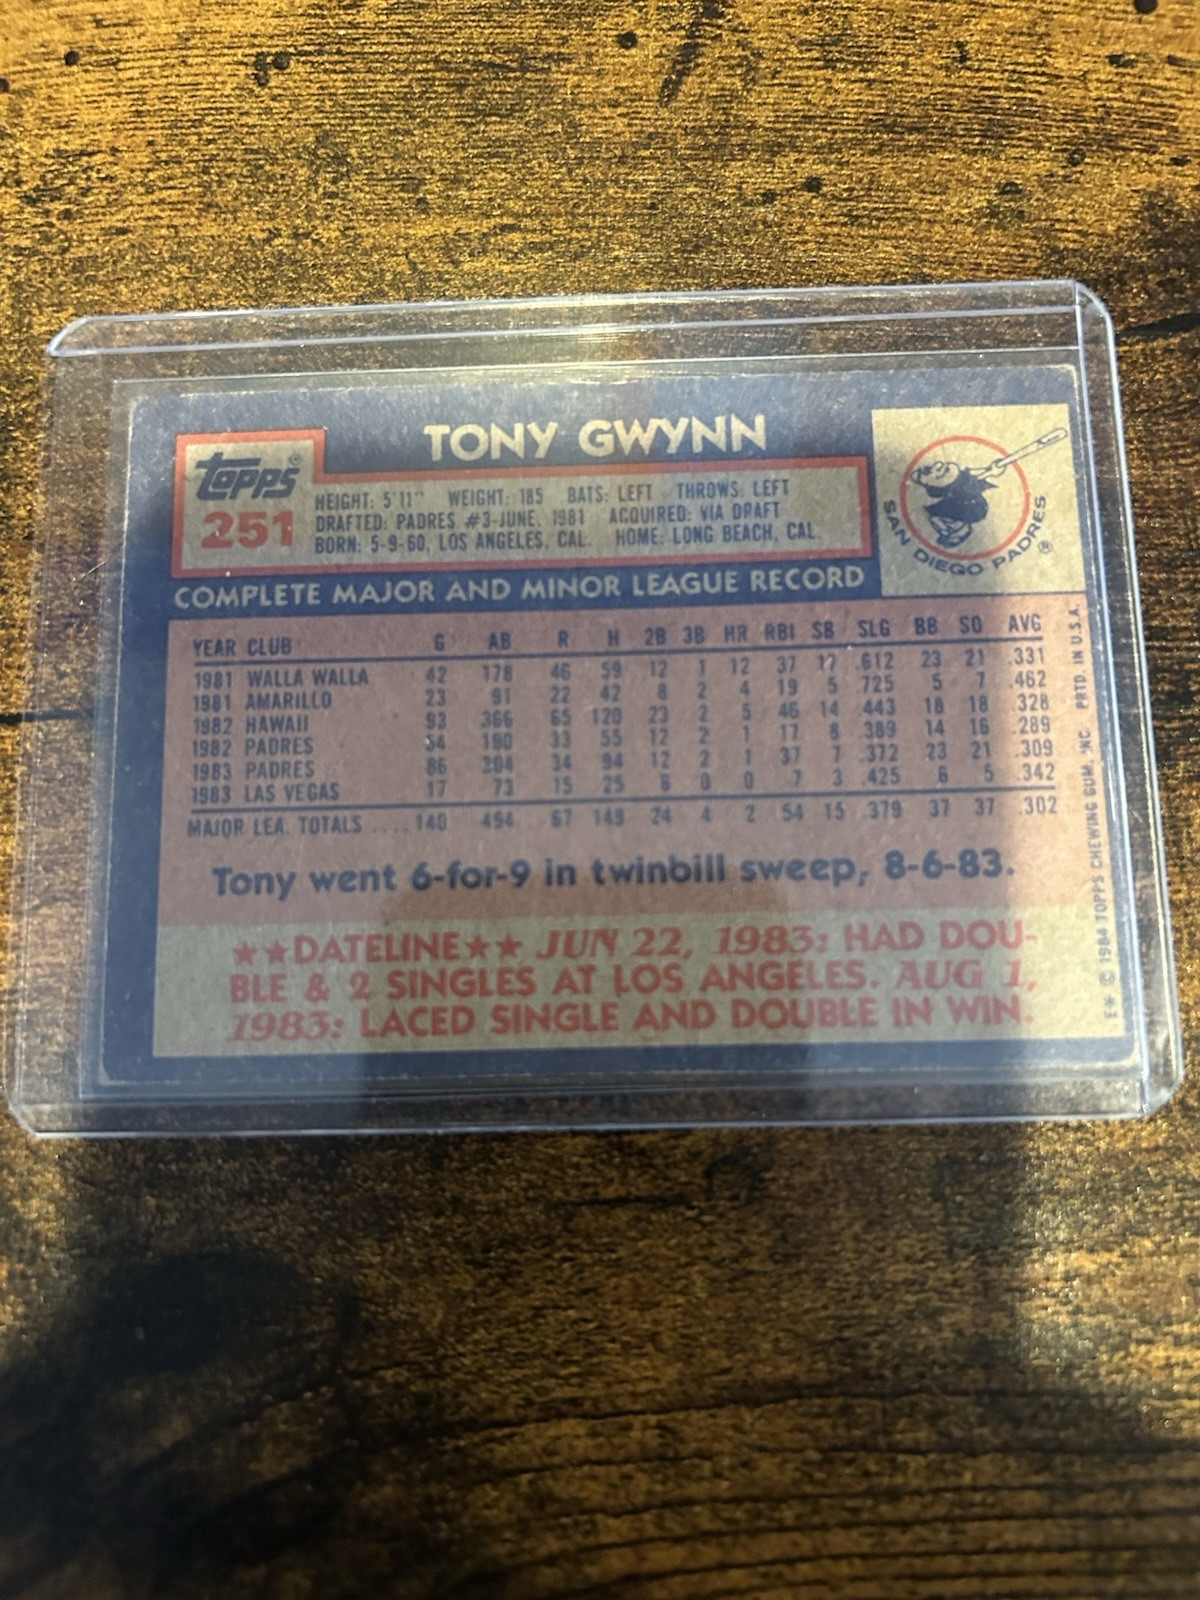 TONY GWYNN
topps®
251
HEIGHT: 5'11" WEIGHT: 185 BATS: LEFT THROWS: LEFT
DRAFTED: PADRES #3-JUNE, 1981 ACQUIRED: VIA DRAFT
BORN: 5-9-60, LOS ANGELES, CAL. HOME: LONG BEACH, CAL.
SAN DIEGO PADRES ®
COMPLETE MAJOR AND MINOR LEAGUE RECORD
YEAR CLUB G AB R H 2B 3B HR RBI SB SLG BB SO AVG
1981 WALLA WALLA 42 178 46 59 12 1 12 37 17 .612 23 21 .331
1981 AMARILLO 23 91 22 42 8 2 4 19 5 .725 5 7 .462
1982 HAWAII 93 366 65 120 23 2 5 46 14 .443 18 18 .328
1982 PADRES 54 190 33 55 12 2 1 17 8 .389 14 16 .289
1983 PADRES 86 304 34 94 12 2 1 37 7 .372 23 21 .309
1983 LAS VEGAS 17 73 15 25 6 0 0 7 3 .425 6 5 .342
MAJOR LEA. TOTALS ....140 494 67 149 24 4 2 54 15 .379 37 37 .302
Tony went 6-for-9 in twinbill sweep, 8-6-83.
★★DATELINE★★ JUN 22, 1983: HAD DOU-
BLE & 2 SINGLES AT LOS ANGELES. AUG 1,
1983: LACED SINGLE AND DOUBLE IN WIN.
E* © 1984 TOPPS CHEWING GUM, INC. PRTD. IN U.S.A.